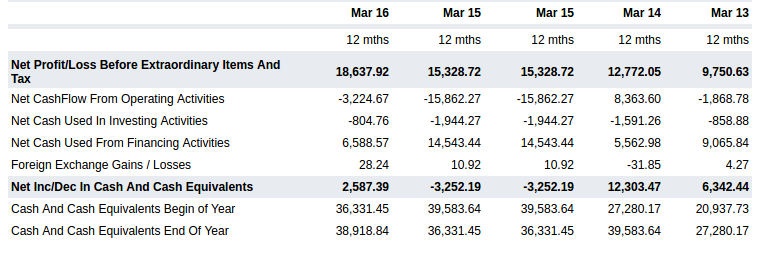 Mar 16 Mar 15 Mar 15 Mar 14 Mar 13
12 mths 12 mths 12 mths 12 mths 12 mths
Net Profit/Loss Before Extraordinary Items And
Tax 18,637.92 15,328.72 15,328.72 12,772.05 9,750.63
Net CashFlow From Operating Activities -3,224.67 -15,862.27 -15,862.27 8,363.60 -1,868.78
Net Cash Used In Investing Activities -804.76 -1,944.27 -1,944.27 -1,591.26 -858.88
Net Cash Used From Financing Activities 6,588.57 14,543.44 14,543.44 5,562.98 9,065.84
Foreign Exchange Gains / Losses 28.24 10.92 10.92 -31.85 4.27
Net Inc/Dec In Cash And Cash Equivalents 2,587.39 -3,252.19 -3,252.19 12,303.47 6,342.44
Cash And Cash Equivalents Begin of Year 36,331.45 39,583.64 39,583.64 27,280.17 20,937.73
Cash And Cash Equivalents End Of Year 38,918.84 36,331.45 36,331.45 39,583.64 27,280.17